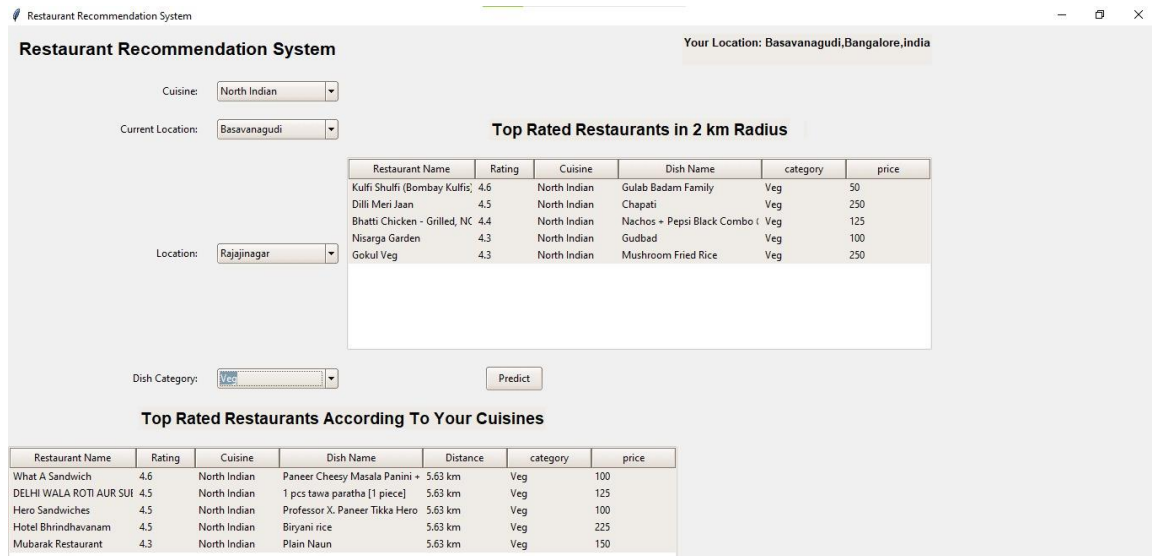 Restaurant Recommendation System
Restaurant Recommendation System
Your Location: Basavanagudi,Bangalore,india
Cuisine: North Indian
Current Location: Basavanagudi
Top Rated Restaurants in 2 km Radius
Restaurant Name Rating Cuisine Dish Name category price
Kulfi Shulfi (Bombay Kulfis) 4.6 North Indian Gulab Badam Family Veg 50
Dilli Meri Jaan 4.5 North Indian Chapati Veg 250
Bhatti Chicken - Grilled, NC 4.4 North Indian Nachos + Pepsi Black Combo ( Veg 125
Nisarga Garden 4.3 North Indian Gudbad Veg 100
Location: Rajajinagar
Gokul Veg 4.3 North Indian Mushroom Fried Rice Veg 250
Dish Category: Veg
Predict
Top Rated Restaurants According To Your Cuisines
Restaurant Name Rating Cuisine Dish Name Distance category price
What A Sandwich 4.6 North Indian Paneer Cheesy Masala Panini + 5.63 km Veg 100
DELHI WALA ROTI AUR SUB 4.5 North Indian 1 pcs tawa paratha [1 piece] 5.63 km Veg 125
Hero Sandwiches 4.5 North Indian Professor X. Paneer Tikka Hero 5.63 km Veg 100
Hotel Bhrindhavanam 4.5 North Indian Biryani rice 5.63 km Veg 225
Mubarak Restaurant 4.3 North Indian Plain Naun 5.63 km Veg 150